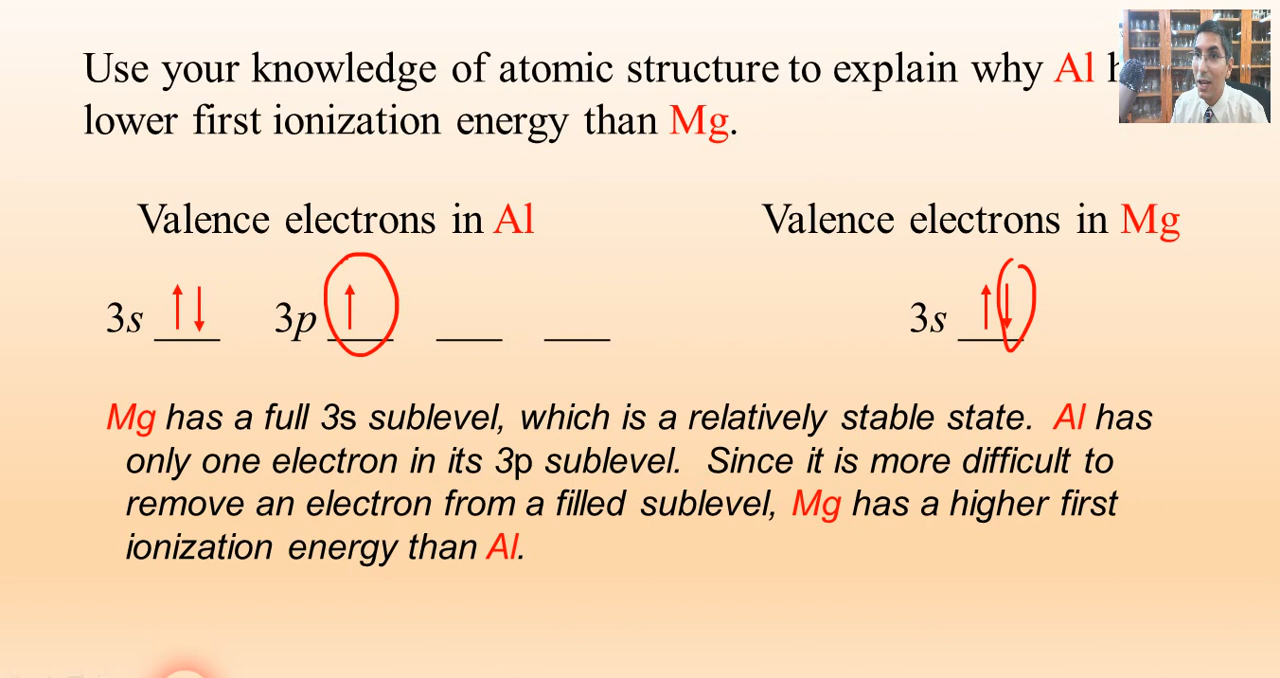 Use your knowledge of atomic structure to explain why Al
lower first ionization energy than Mg.
Valence electrons in Al
Valence electrons in Mg
3s 3p
3s
Mg has a full 3s sublevel, which is a relatively stable state. Al has
only one electron in its 3p sublevel. Since it is more difficult to
remove an electron from a filled sublevel, Mg has a higher first
ionization energy than Al.